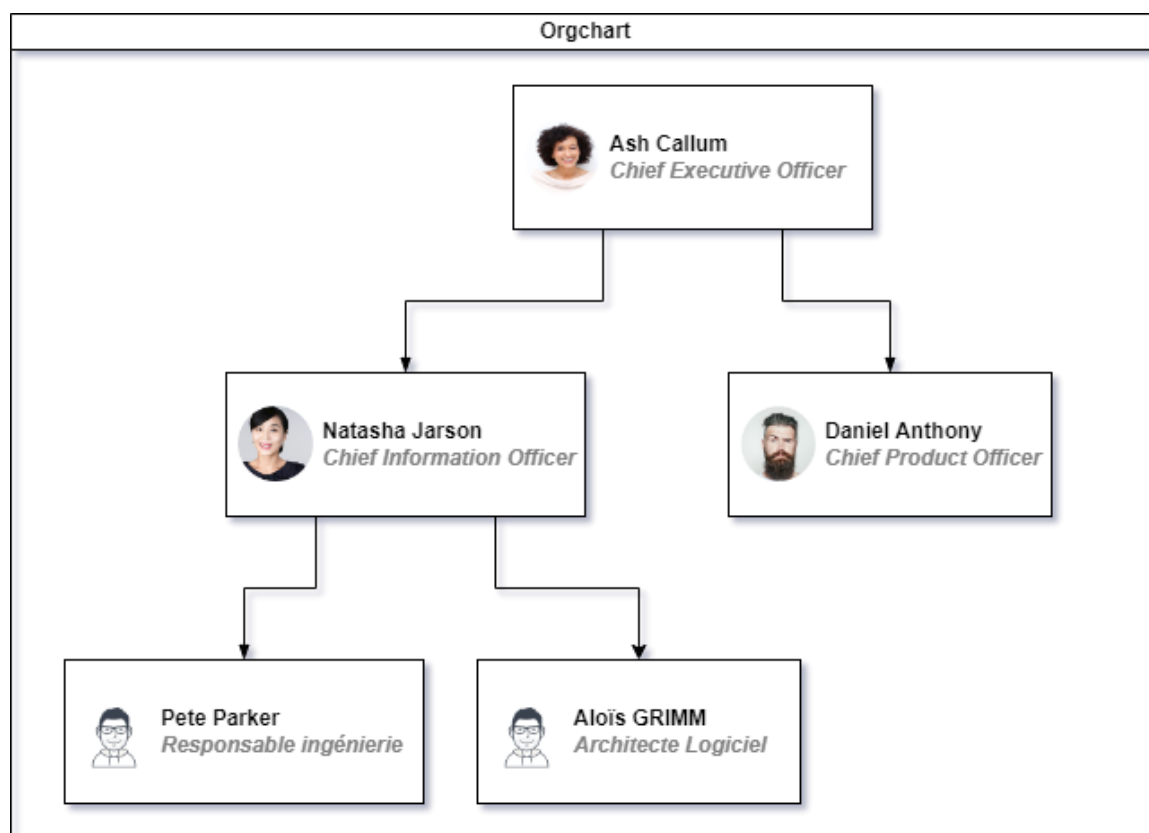 Orgchart
Ash Callum
Chief Executive Officer
Natasha Jarson
Chief Information Officer
Daniel Anthony
Chief Product Officer
Pete Parker
Responsable ingénierie
Aloïs GRIMM
Architecte Logiciel